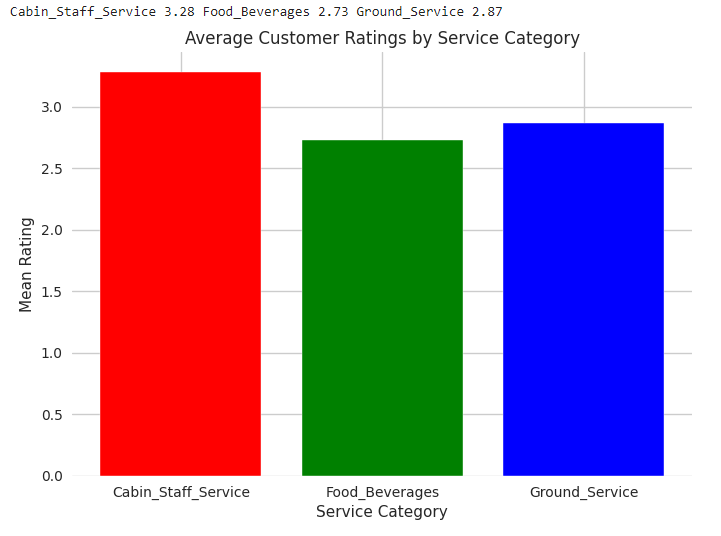 Cabin_Staff_Service 3.28 Food_Beverages 2.73 Ground_Service 2.87
Average Customer Ratings by Service Category
Mean Rating
3.0
2.5
2.0
1.5
1.0
0.5
0.0
Cabin_Staff_Service Food_Beverages Ground_Service
Service Category